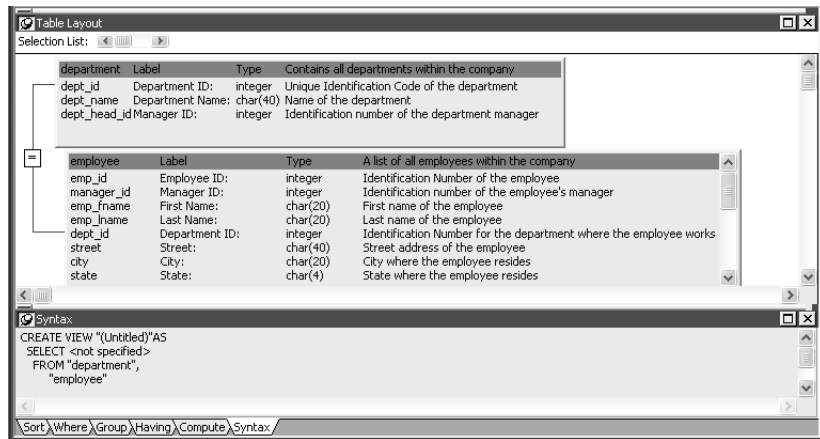 Table Layout
Selection List:
department Label Type Contains all departments within the company
dept_id Department ID: integer Unique Identification Code of the department
dept_name Department Name: char(40) Name of the department
dept_head_id Manager ID: integer Identification number of the department manager
=
employee Label Type A list of all employees within the company
emp_id Employee ID: integer Identification Number of the employee
manager_id Manager ID: integer Identification number of the employee's manager
emp_fname First Name: char(20) First name of the employee
emp_lname Last Name: char(20) Last name of the employee
dept_id Department ID: integer Identification Number for the department where the employee works
street Street: char(40) Street address of the employee
city City: char(20) City where the employee resides
state State: char(4) State where the employee resides
Syntax
CREATE VIEW "(Untitled)"AS
SELECT <not specified>
FROM "department",
"employee"
Sort Where Group Having Compute Syntax